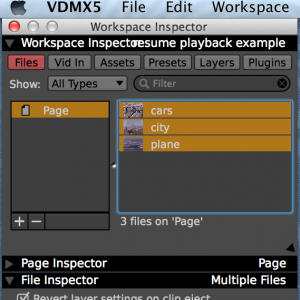 VDMX5 File Edit Workspace
Workspace Inspector
Workspace Inspector resume playback example
Files Vid In Assets Presets Layers Plugins
Show: All Types Filter
Page
cars
city
plane
+ −
3 files on 'Page'
Page Inspector Page
File Inspector Multiple Files
Revert layer settings on clip eject